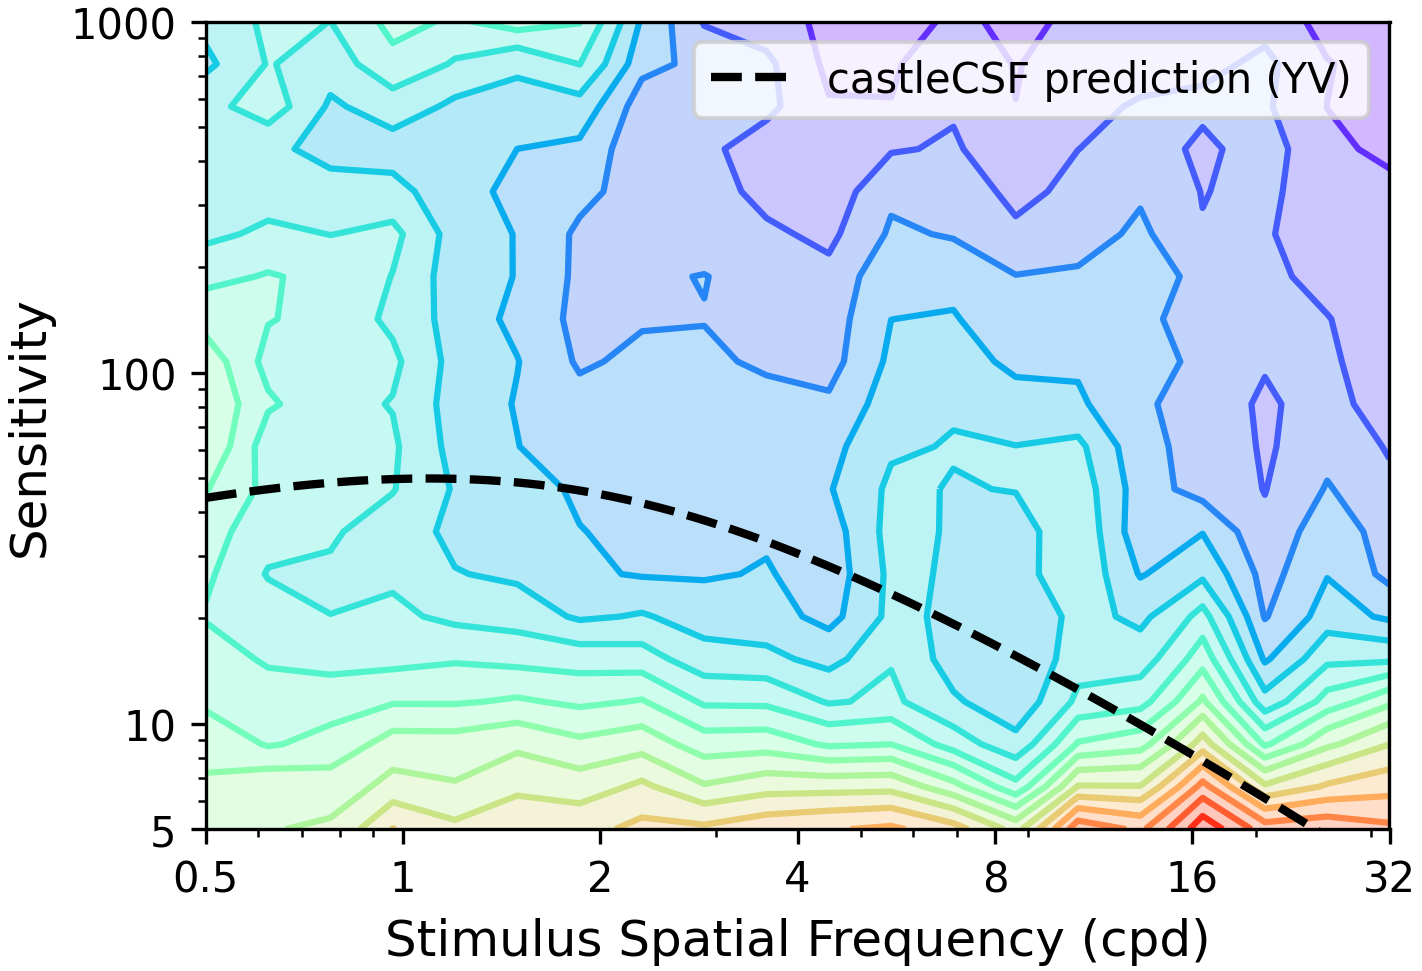 1000
castleCSF prediction (YV)
100
Sensitivity
10
5
0.5 1 2 4 8 16 32
Stimulus Spatial Frequency (cpd)